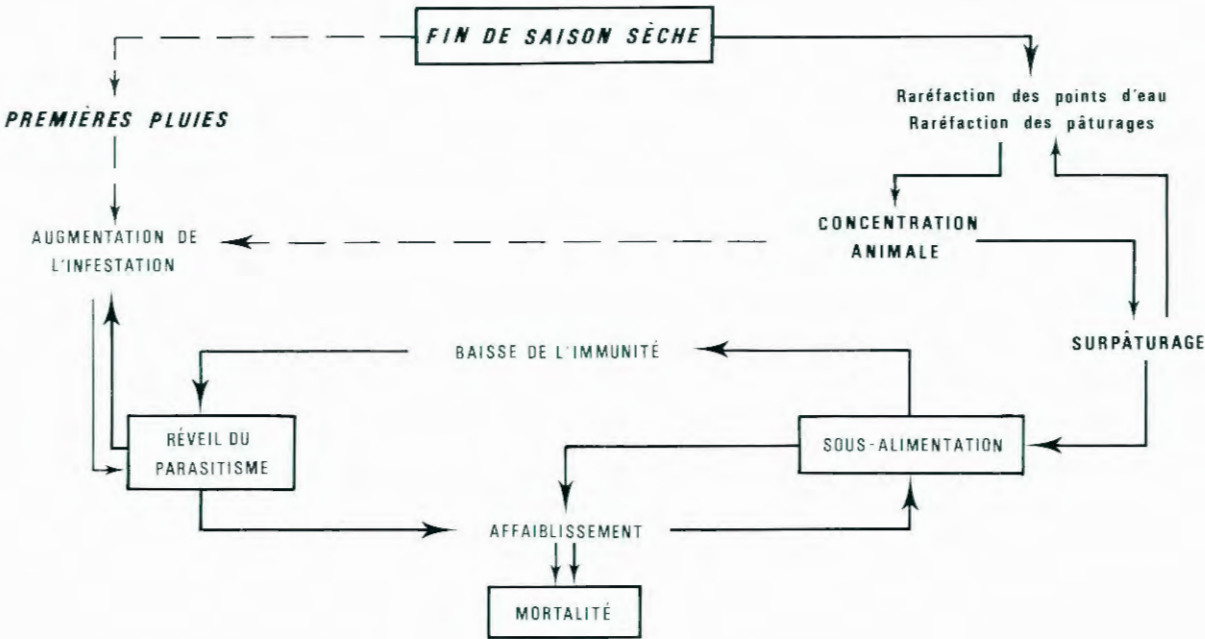 FIN DE SAISON SÈCHE
PREMIÈRES PLUIES
Raréfaction des points d'eau
Raréfaction des pâturages
AUGMENTATION DE
L'INFESTATION
CONCENTRATION
ANIMALE
SURPÂTURAGE
BAISSE DE L'IMMUNITÉ
RÉVEIL DU
PARASITISME
SOUS-ALIMENTATION
AFFAIBLISSEMENT
MORTALITÉ